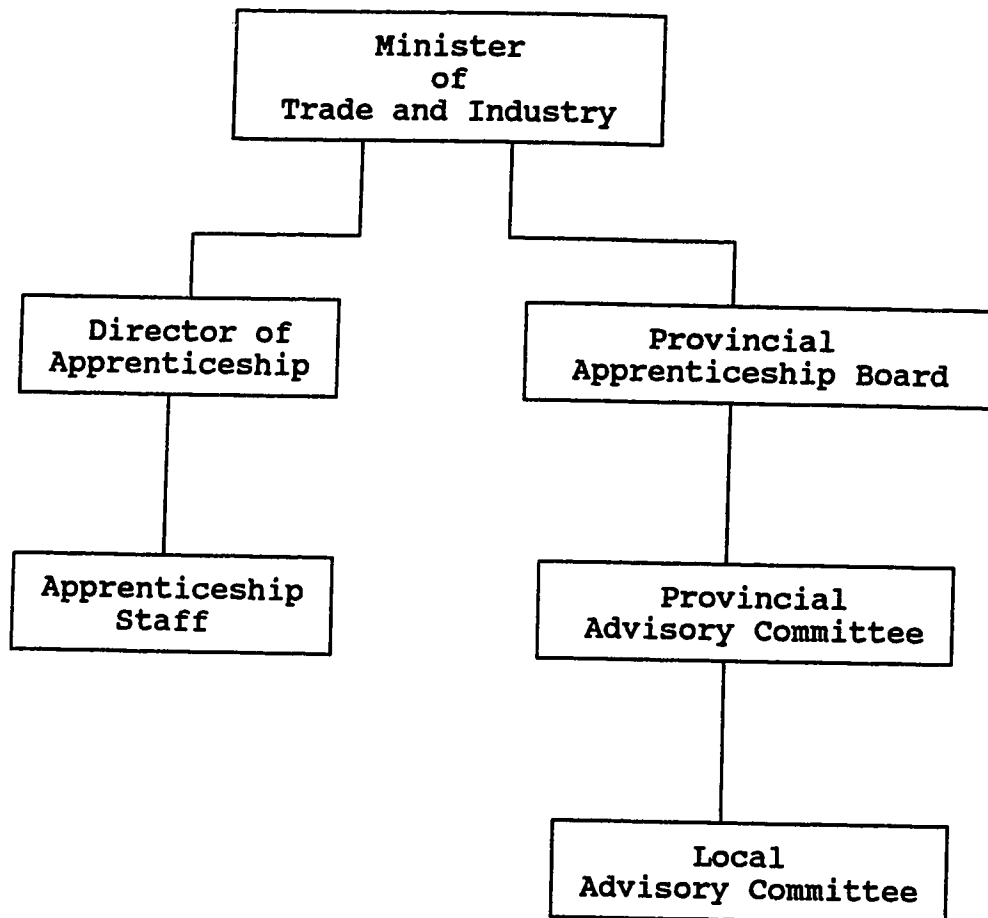 Minister
of
Trade and Industry
Director of
Apprenticeship
Provincial
Apprenticeship Board
Apprenticeship
Staff
Provincial
Advisory Committee
Local
Advisory Committee